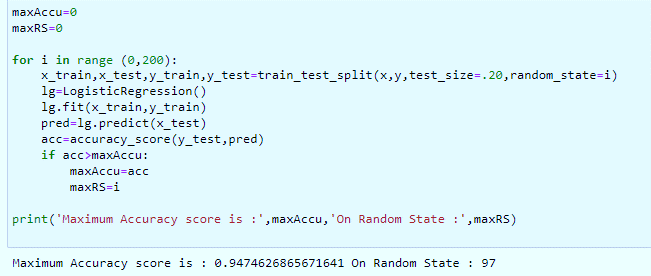 maxAccu=0
maxRS=0
for i in range (0,200):
    x_train,x_test,y_train,y_test=train_test_split(x,y,test_size=.20,random_state=i)
    lg=LogisticRegression()
    lg.fit(x_train,y_train)
    pred=lg.predict(x_test)
    acc=accuracy_score(y_test,pred)
    if acc>maxAccu:
        maxAccu=acc
        maxRS=i
print('Maximum Accuracy score is :',maxAccu,'On Random State :',maxRS)
Maximum Accuracy score is : 0.9474626865671641 On Random State : 97